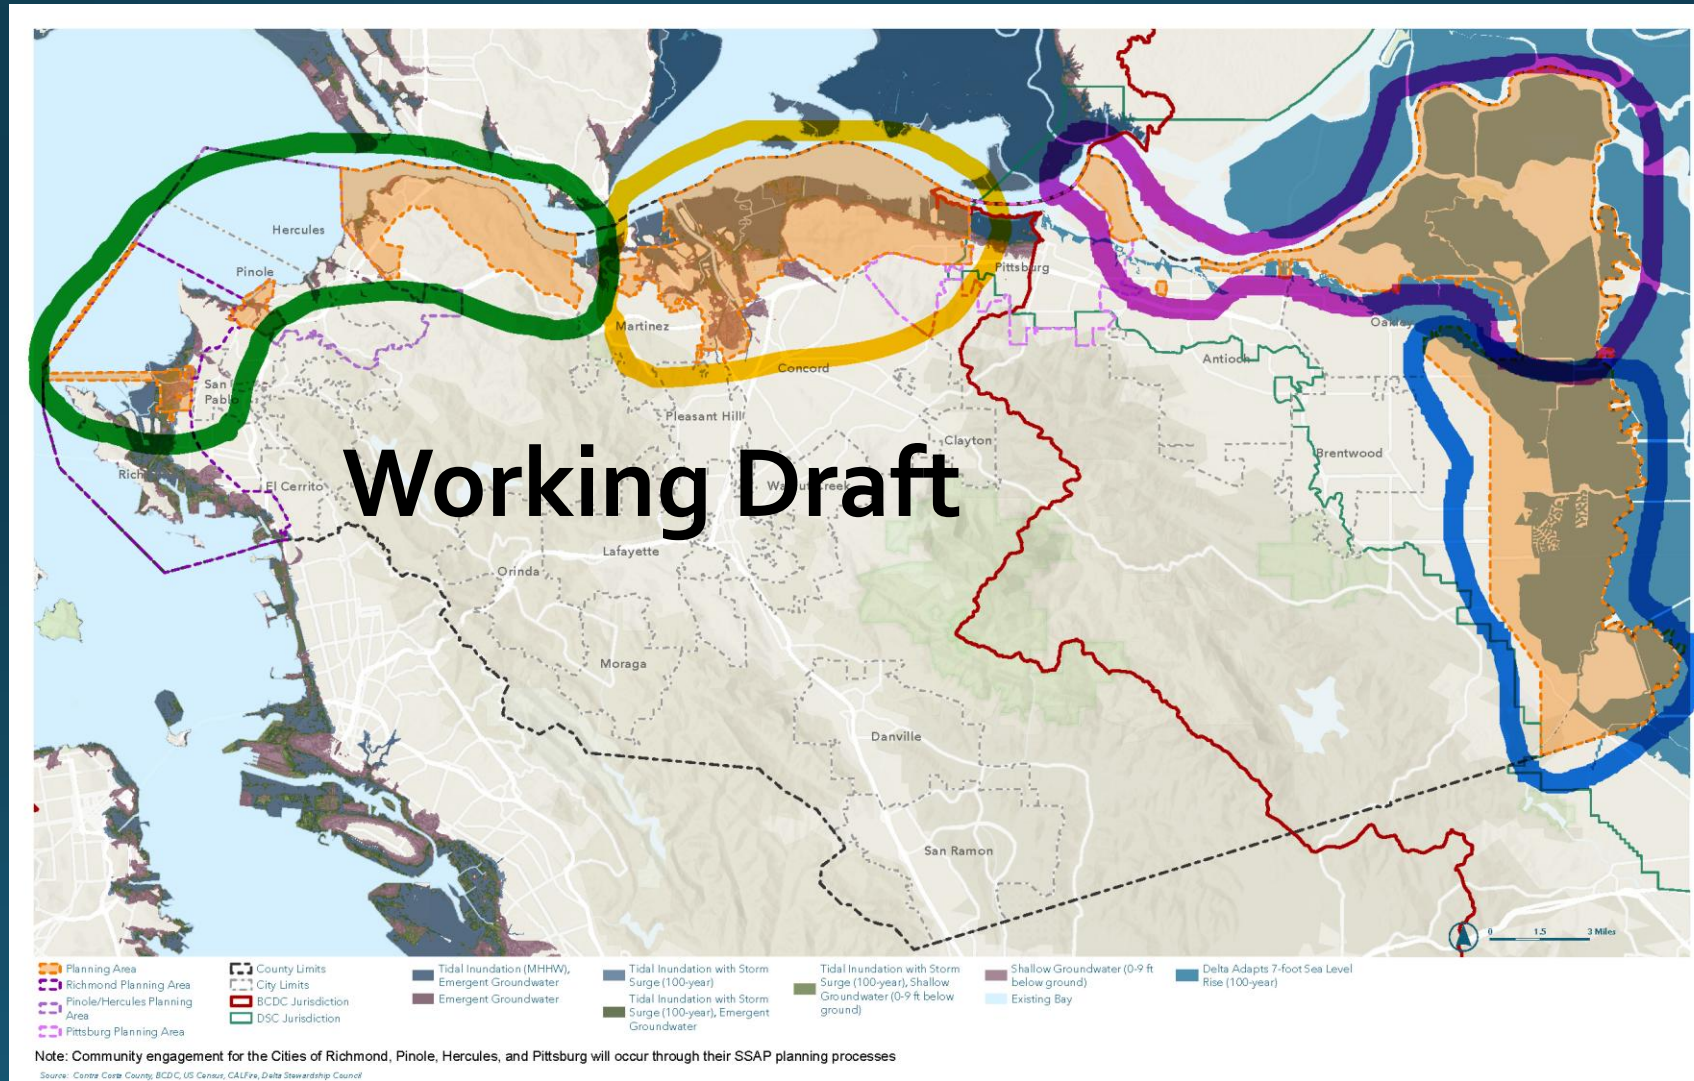 Hercules
Pinole
San
Pablo
El Cerrito
Martinez
Concord
Pleasant Hill
Pittsburg
Antioch
Clayton
Brentwood
Working Draft
Lafayette
Orinda
Moraga
Danville
San Ramon
0 1.5 3 Miles
Planning Area
Richmond Planning Area
Pinole/Hercules Planning
Area
Pittsburg Planning Area
County Limits
City Limits
BCDC Jurisdiction
DSC Jurisdiction
Tidal Inundation (MHHW),
Emergent Groundwater
Emergent Groundwater
Tidal Inundation with Storm
Surge (100-year)
Tidal Inundation with Storm
Surge (100-year), Emergent
Groundwater
Tidal Inundation with Storm
Surge (100-year), Shallow
Groundwater (0-9 ft below
ground)
Shallow Groundwater (0-9 ft
below ground)
Existing Bay
Delta Adapts 7-foot Sea Level
Rise (100-year)
Note: Community engagement for the Cities of Richmond, Pinole, Hercules, and Pittsburg will occur through their SSAP planning processes
Source: Contra Costa County, BCDC, US Census, CALFire, Delta Stewardship Council